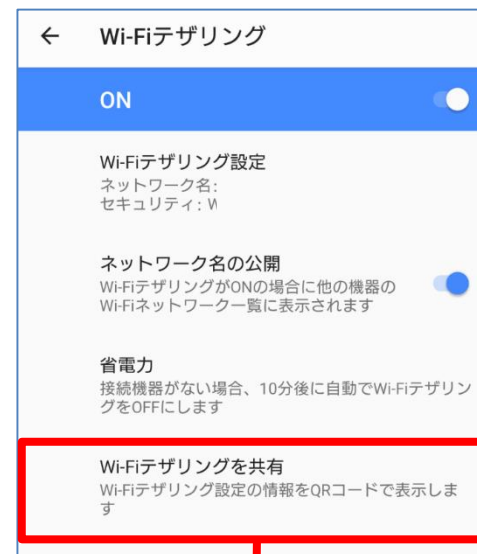 ← Wi-Fiテザリング
ON
Wi-Fiテザリング設定
ネットワーク名:
セキュリティ: W
ネットワーク名の公開
Wi-FiテザリングがONの場合に他の機器の
Wi-Fiネットワーク一覧に表示されます
省電力
接続機器がない場合、10分後に自動でWi-Fiテザリン
グをOFFにします
Wi-Fiテザリングを共有
Wi-Fiテザリング設定の情報をQRコードで表示しま
す